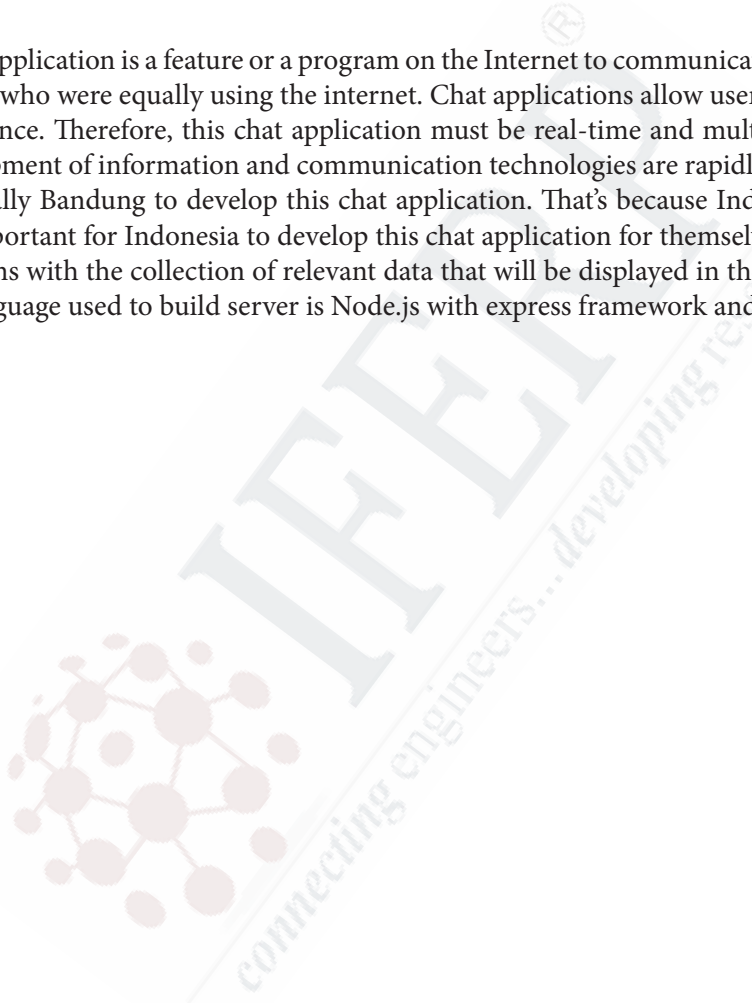 pplication is a feature or a program on the Internet to communica
who were equally using the internet. Chat applications allow user
nce. Therefore, this chat application must be real-time and mult
pment of information and communication technologies are rapidl
lly Bandung to develop this chat application. That's because Ind
portant for Indonesia to develop this chat application for themsel
ns with the collection of relevant data that will be displayed in th
guage used to build server is Node.js with express framework and
IFERP®
connecting engineers...developing re